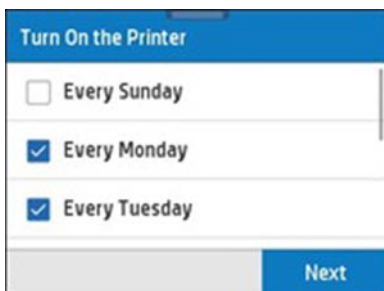 Turn On the Printer
Every Sunday
Every Monday
Every Tuesday
Next